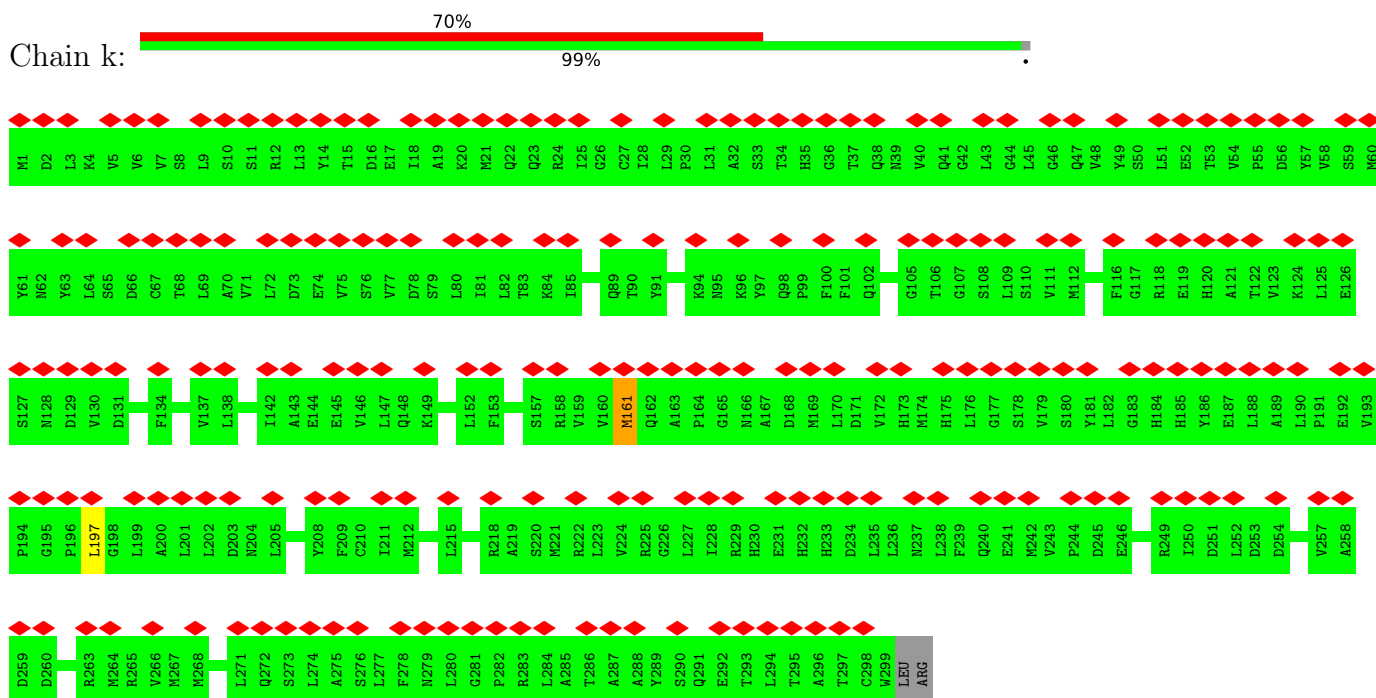 70%
Chain k:
99%
M1 D2 L3 K4 V5 V6 V7 S8 L9 S10 S11 R12 L13 Y14 T15 D16 E17 I18 A19 K20 M21 Q22 Q23 R24 I25 G26 C27 I28 L29 P30 L31 A32 S33 T34 H35 G36 T37 Q38 N39 V40 Q41 G42 L43 G44 L45 G46 Q47 V48 Y49 S50 L51 E52 T53 V54 P55 D56 Y57 V58 S59 M60
Y61 N62 Y63 L64 S65 D66 C67 T68 L69 A70 V71 L72 D73 E74 V75 S76 V77 D78 S79 L80 I81 L82 T83 K84 I85 Q89 T90 Y91 K94 N95 K96 Y97 Q98 P99 F100 F101 Q102 G105 T106 G107 S108 L109 S110 V111 M112 F116 G117 R118 E119 H120 A121 T122 V123 K124 L125 E126
S127 N128 D129 V130 D131 F134 V137 L138 I142 A143 E144 E145 V146 L147 Q148 K149 L152 F153 S157 R158 V159 V160 M161 Q162 A163 P164 G165 N166 A167 D168 M169 L170 D171 V172 H173 M174 H175 L176 G177 S178 V179 S180 Y181 L182 G183 H184 H185 Y186 E187 L188 A189 L190 P191 E192 V193
P194 G195 P196 L197 G198 L199 A200 L201 L202 D203 N204 L205 Y208 F209 C210 I211 M212 L215 R218 A219 S220 M221 R222 L223 V224 R225 G226 L227 I228 R229 H230 E231 H232 H233 D234 L235 L236 N237 L238 F239 Q240 E241 M242 V243 P244 D245 E246 R249 I250 D251 L252 D253 D254 V257 A258
D259 D260 R263 M264 R265 V266 M267 M268 L271 Q272 S273 L274 A275 S276 L277 F278 N279 L280 G281 P282 R283 L284 A285 T286 A287 A288 Y289 S290 Q291 E292 T293 L294 T295 A296 T297 C298 W299 LEU ARG